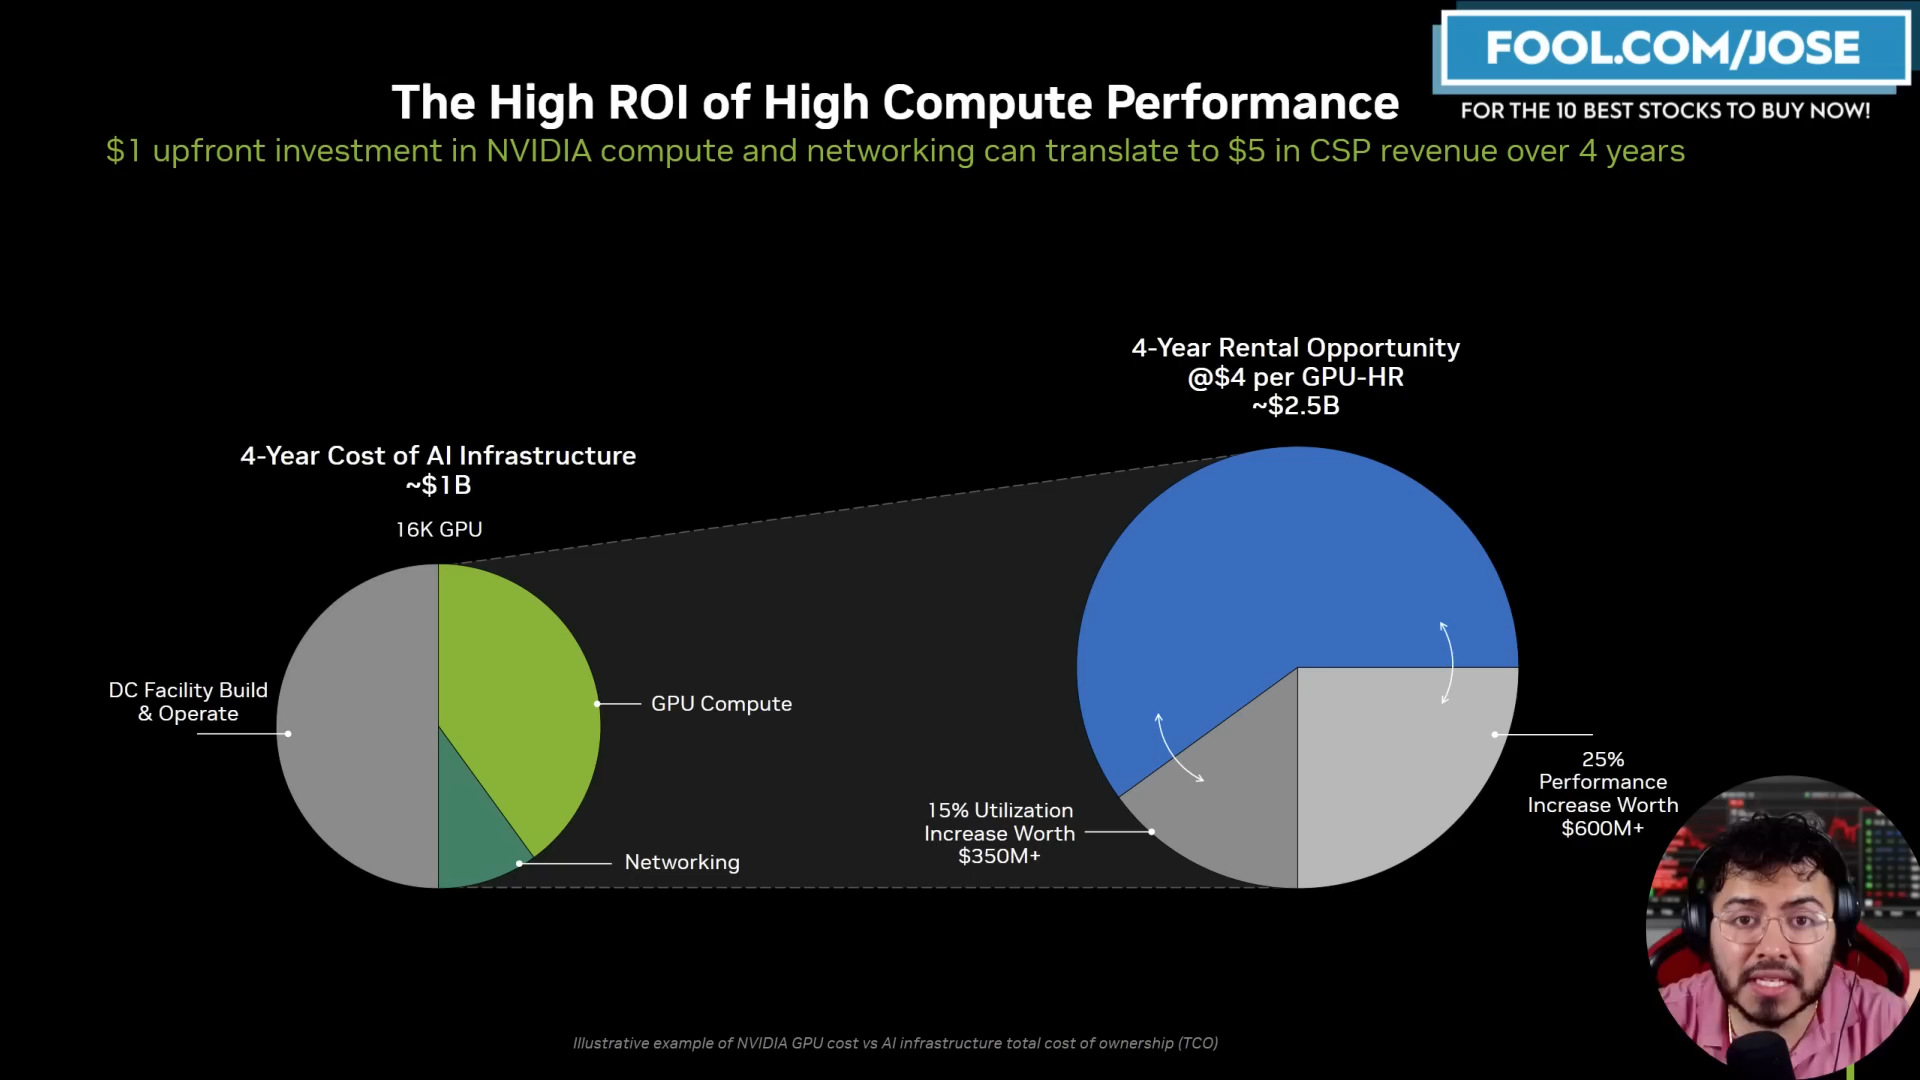 FOOL.COM/JOSE
FOR THE 10 BEST STOCKS TO BUY NOW!
The High ROI of High Compute Performance
$1 upfront investment in NVIDIA compute and networking can translate to $5 in CSP revenue over 4 years
4-Year Rental Opportunity
@$4 per GPU-HR
~$2.5B
4-Year Cost of AI Infrastructure
~$1B
16K GPU
DC Facility Build
& Operate
GPU Compute
Networking
15% Utilization
Increase Worth
$350M+
25%
Performance
Increase Worth
$600M+
Illustrative example of NVIDIA GPU cost vs AI infrastructure total cost of ownership (TCO)